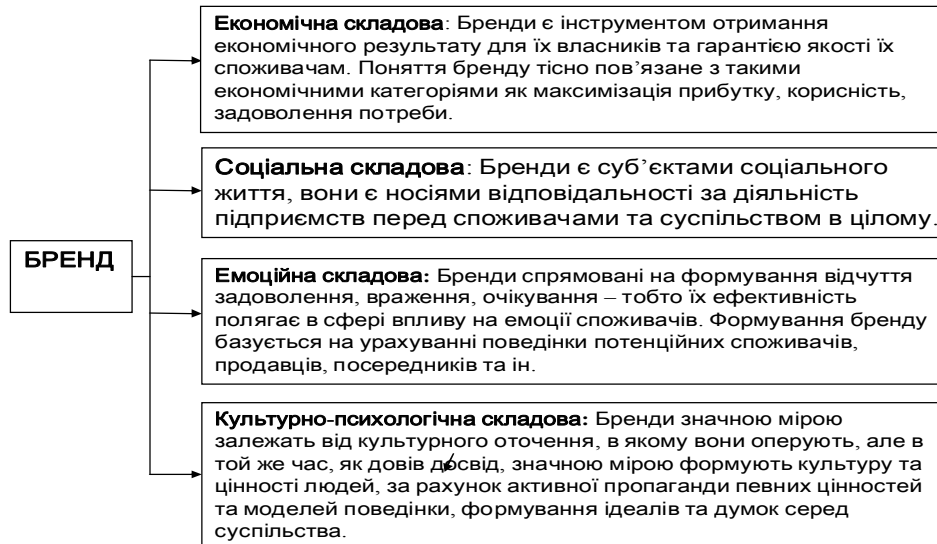 Економічна складова: Бренди є інструментом отримання
економічного результату для їх власників та гарантією якості їх
споживачам. Поняття бренду тісно пов’язане з такими
економічними категоріями як максимізація прибутку, корисність,
задоволення потреби.
Соціальна складова: Бренди є суб’єктами соціального
життя, вони є носіями відповідальності за діяльність
підприємств перед споживачами та суспільством в цілому.
БРЕНД
Емоційна складова: Бренди спрямовані на формування відчуття
задоволення, враження, очікування – тобто їх ефективність
полягає в сфері впливу на емоції споживачів. Формування бренду
базується на урахуванні поведінки потенційних споживачів,
продавців, посередників та ін.
Культурно-психологічна складова: Бренди значною мірою
залежать від культурного оточення, в якому вони оперують, але в
той же час, як довів досвід, значною мірою формують культуру та
цінності людей, за рахунок активної пропаганди певних цінностей
та моделей поведінки, формування ідеалів та думок серед
суспільства.